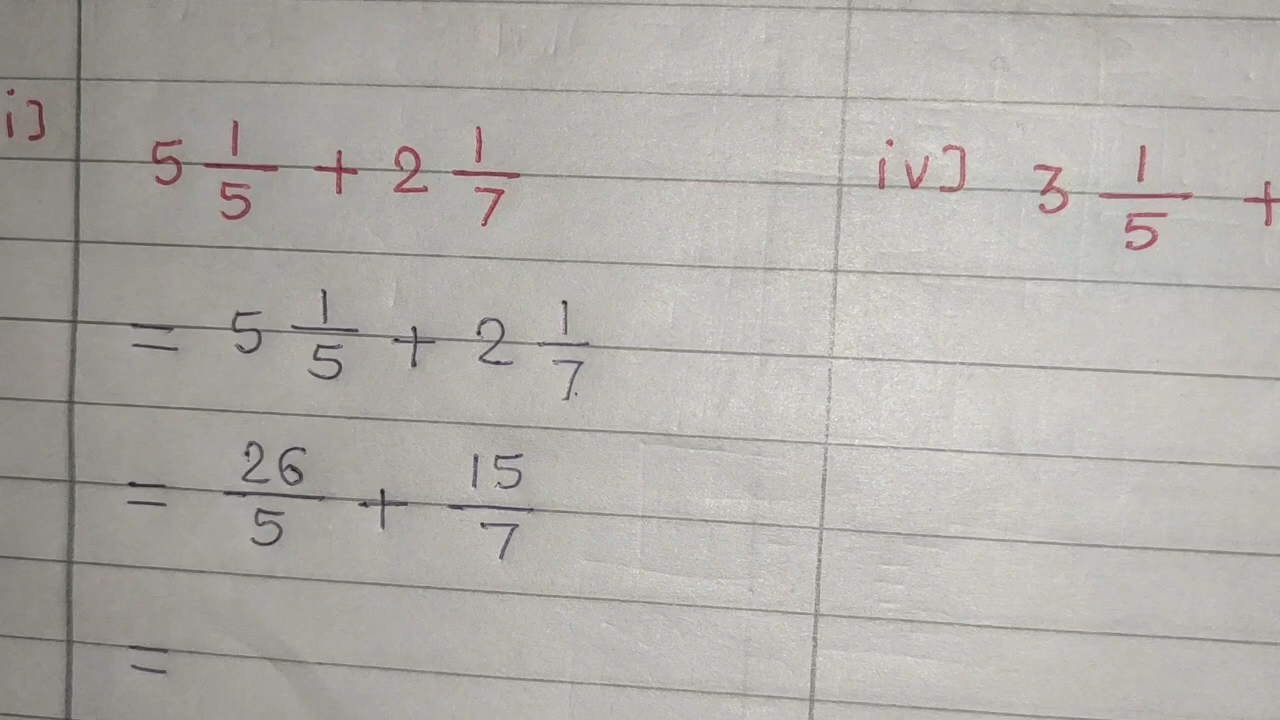 i] 5 1/5 + 2 1/7
= 5 1/5 + 2 1/7
= 26/5 + 15/7
=
iv] 3 1/5 +